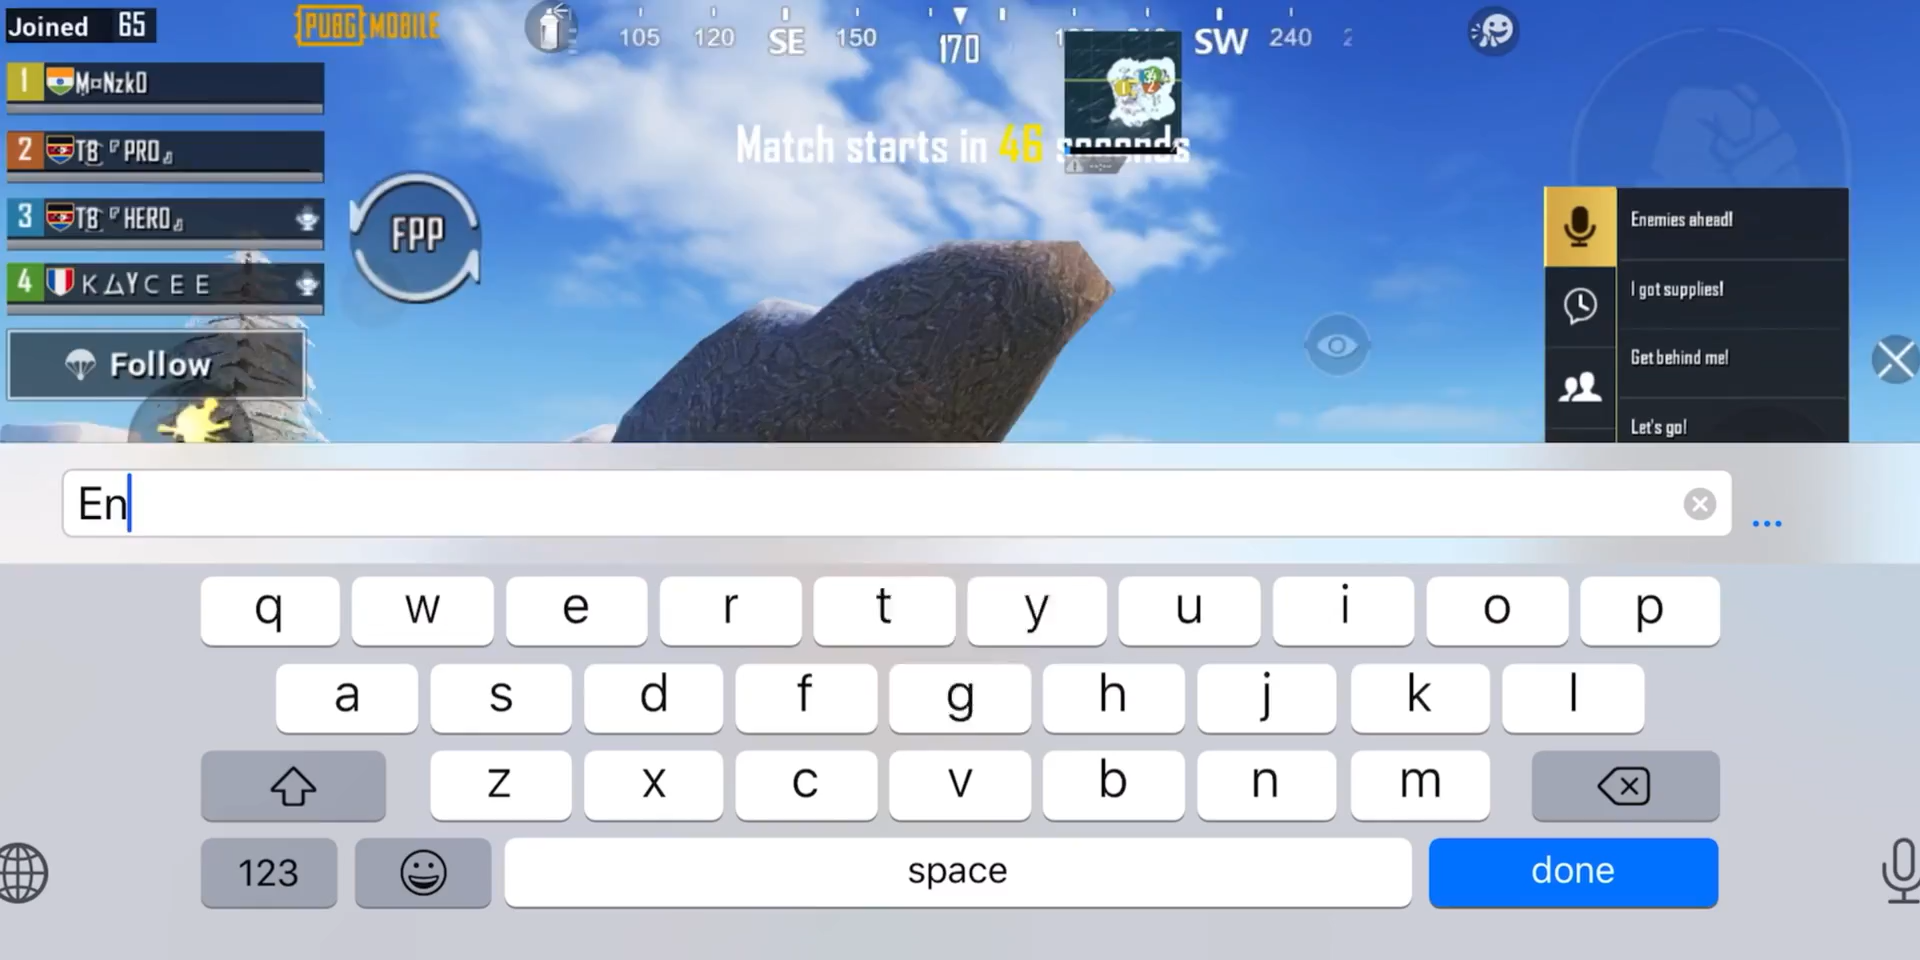 Joined 65
PUBG MOBILE
105 120 SE 150 170 SW 240
1 M¤NzkO
Match starts in 46 seconds
2 TB『PRO』
3 TB『HERO』
4 K△YCEE
FPP
Follow
Enemies ahead!
I got supplies!
Get behind me!
Let's go!
En
...
q w e r t y u i o p
a s d f g h j k l
z x c v b n m
123 space done